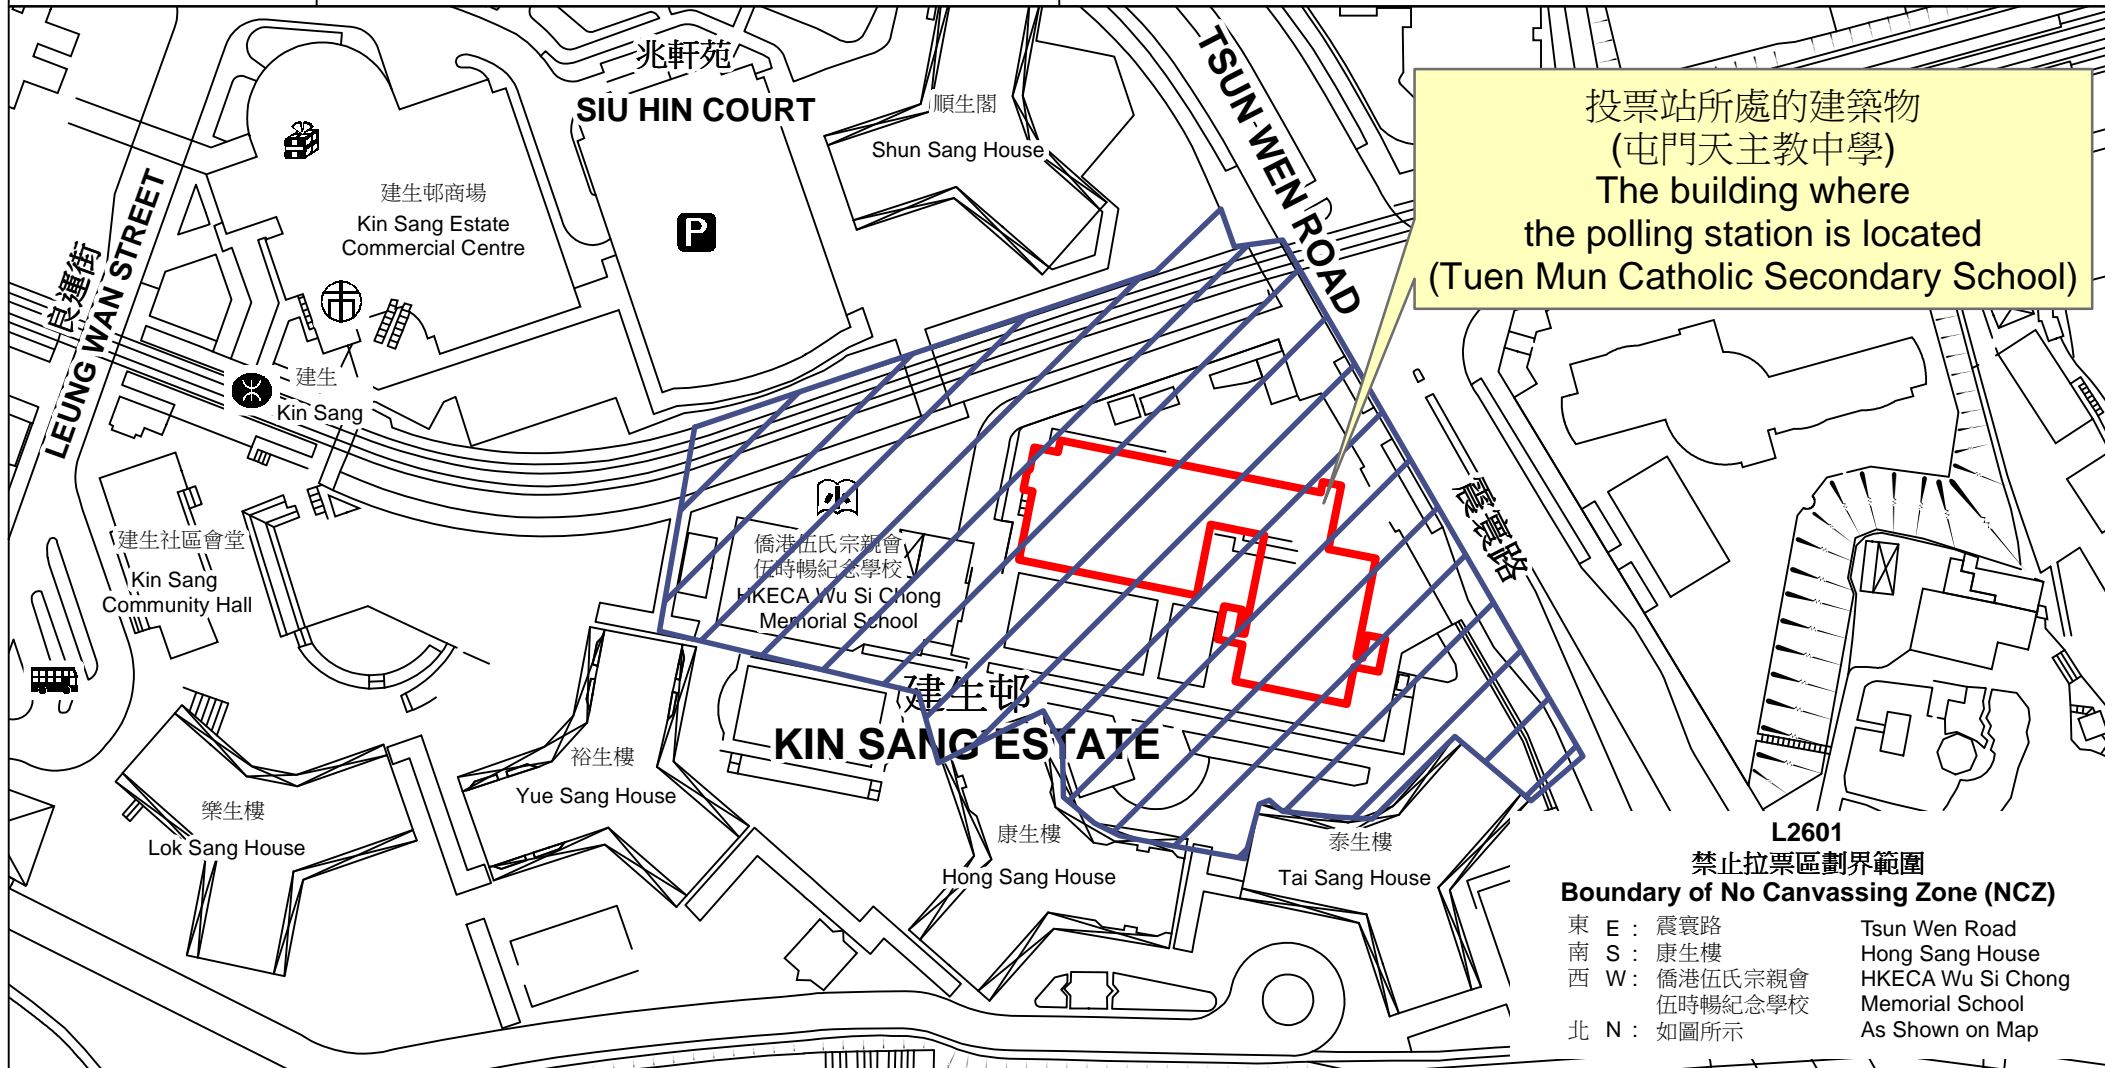 兆軒苑
SIU HIN COURT
順生閣
Shun Sang House
TSUN WEN ROAD
投票站所處的建築物
(屯門天主教中學)
The building where
the polling station is located
(Tuen Mun Catholic Secondary School)
建生邨商場
Kin Sang Estate
Commercial Centre
P
良運街
LEUNG WAN STREET
建生
Kin Sang
震寰路
建生社區會堂
Kin Sang
Community Hall
僑港伍氏宗親會
伍時暢紀念學校
HKECA Wu Si Chong
Memorial School
建生邨
KIN SANG ESTATE
裕生樓
Yue Sang House
樂生樓
Lok Sang House
康生樓
Hong Sang House
泰生樓
Tai Sang House
L2601
禁止拉票區劃界範圍
Boundary of No Canvassing Zone (NCZ)
東 E : 震寰路 Tsun Wen Road
南 S : 康生樓 Hong Sang House
西 W : 僑港伍氏宗親會 HKECA Wu Si Chong
伍時暢紀念學校 Memorial School
北 N : 如圖所示 As Shown on Map